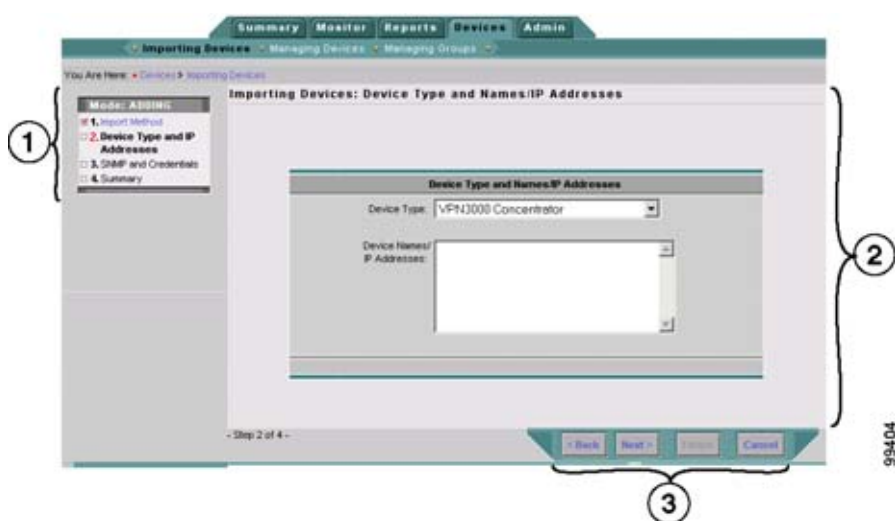 Summary Monitor Reports Devices Admin
Importing Devices Managing Devices Managing Groups
You Are Here: Devices > Importing Devices
Importing Devices: Device Type and Names/IP Addresses
1
Mode: ADDING
1. Import Method
2. Device Type and IP
Addresses
3. SNMP and Credentials
4. Summary
2
Device Type and Names/IP Addresses
Device Type: VPN3000 Concentrator
Device Names/
IP Addresses:
- Step 2 of 4 -
< Back Next > Finish Cancel
3
99404